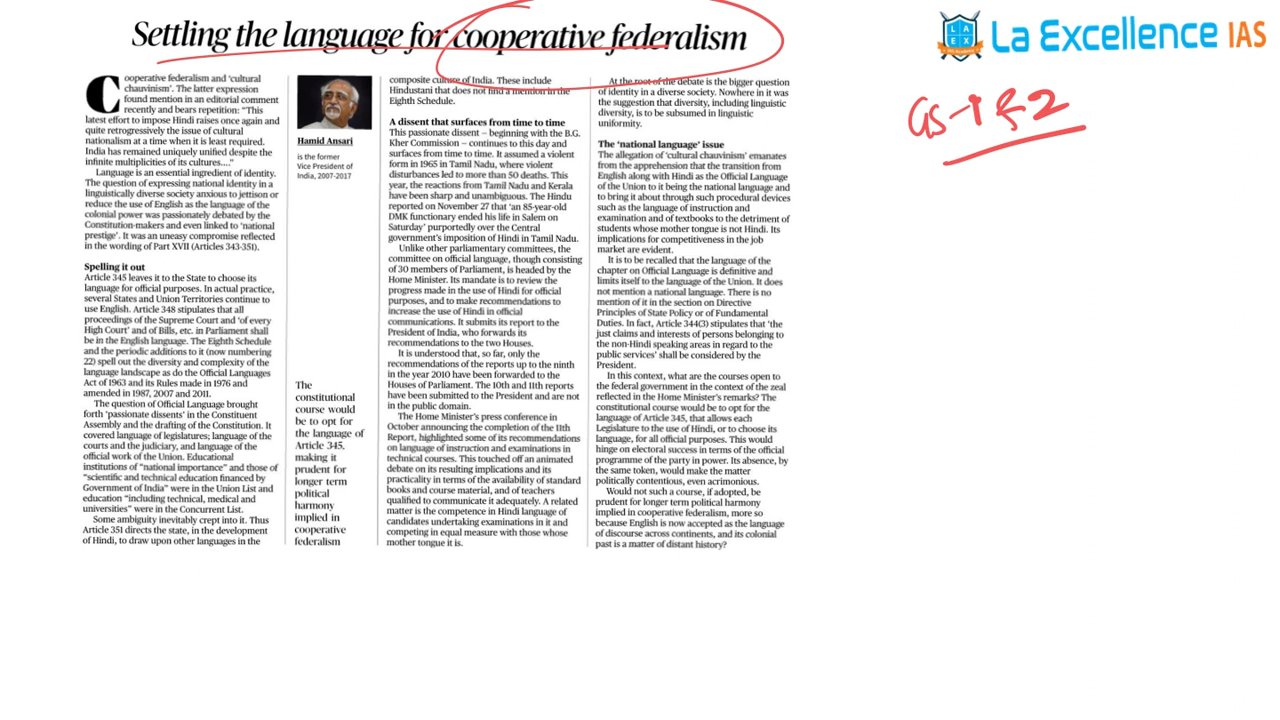 Settling the language for cooperative federalism
La Excellence IAS
GS-1 & 2
Cooperative federalism and ‘cultural
chauvinism’. The latter expression
found mention in an editorial comment
recently and bears repetition: “This
latest effort to impose Hindi raises once again and
quite retrogressively the issue of cultural
nationalism at a time when it is least required.
India has remained uniquely unified despite the
infinite multiplicities of its cultures....”
Language is an essential ingredient of identity.
The question of expressing national identity in a
linguistically diverse society anxious to jettison or
reduce the use of English as the language of the
colonial power was passionately debated by the
Constitution-makers and even linked to ‘national
prestige’. It was an uneasy compromise reflected
in the wording of Part XVII (Articles 343-351).
Spelling it out
Article 345 leaves it to the State to choose its
language for official purposes. In actual practice,
several States and Union Territories continue to
use English. Article 348 stipulates that all
proceedings of the Supreme Court and ‘of every
High Court’ and of Bills, etc. in Parliament shall
be in the English language. The Eighth Schedule
and the periodic additions to it (now numbering
22) spell out the diversity and complexity of the
language landscape as do the Official Languages
Act of 1963 and its Rules made in 1976 and
amended in 1987, 2007 and 2011.
The question of Official Language brought
forth ‘passionate dissents’ in the Constituent
Assembly and the drafting of the Constitution. It
covered language of legislatures; language of the
courts and the judiciary, and language of the
official work of the Union. Educational
institutions of “national importance” and those of
“scientific and technical education financed by
Government of India” were in the Union List and
education “including technical, medical and
universities” were in the Concurrent List.
Some ambiguity inevitably crept into it. Thus
Article 351 directs the state, in the development
of Hindi, to draw upon other languages in the
Hamid Ansari
is the former
Vice President of
India, 2007-2017
The
constitutional
course would
be to opt for
the language of
Article 345,
making it
prudent for
longer term
political
harmony
implied in
cooperative
federalism
composite culture of India. These include
Hindustani that does not find a mention in the
Eighth Schedule.
A dissent that surfaces from time to time
This passionate dissent — beginning with the B.G.
Kher Commission — continues to this day and
surfaces from time to time. It assumed a violent
form in 1965 in Tamil Nadu, where violent
disturbances led to more than 50 deaths. This
year, the reactions from Tamil Nadu and Kerala
have been sharp and unambiguous. The Hindu
reported on November 27 that ‘an 85-year-old
DMK functionary ended his life in Salem on
Saturday’ purportedly over the Central
government’s imposition of Hindi in Tamil Nadu.
Unlike other parliamentary committees, the
committee on official language, though consisting
of 30 members of Parliament, is headed by the
Home Minister. Its mandate is to review the
progress made in the use of Hindi for official
purposes, and to make recommendations to
increase the use of Hindi in official
communications. It submits its report to the
President of India, who forwards its
recommendations to the two Houses.
It is understood that, so far, only the
recommendations of the reports up to the ninth
in the year 2010 have been forwarded to the
Houses of Parliament. The 10th and 11th reports
have been submitted to the President and are not
in the public domain.
The Home Minister’s press conference in
October announcing the completion of the 11th
Report, highlighted some of its recommendations
on language of instruction and examinations in
technical courses. This touched off an animated
debate on its resulting implications and its
practicality in terms of the availability of standard
books and course material, and of teachers
qualified to communicate it adequately. A related
matter is the competence in Hindi language of
candidates undertaking examinations in it and
competing in equal measure with those whose
mother tongue it is.
At the root of the debate is the bigger question
of identity in a diverse society. Nowhere in it was
the suggestion that diversity, including linguistic
diversity, is to be subsumed in linguistic
uniformity.
The ‘national language’ issue
The allegation of ‘cultural chauvinism’ emanates
from the apprehension that the transition from
English along with Hindi as the Official Language
of the Union to it being the national language and
to bring it about through such procedural devices
such as the language of instruction and
examination and of textbooks to the detriment of
students whose mother tongue is not Hindi. Its
implications for competitiveness in the job
market are evident.
It is to be recalled that the language of the
chapter on Official Language is definitive and
limits itself to the language of the Union. It does
not mention a national language. There is no
mention of it in the section on Directive
Principles of State Policy or of Fundamental
Duties. In fact, Article 344(3) stipulates that ‘the
just claims and interests of persons belonging to
the non-Hindi speaking areas in regard to the
public services’ shall be considered by the
President.
In this context, what are the courses open to
the federal government in the context of the zeal
reflected in the Home Minister’s remarks? The
constitutional course would be to opt for the
language of Article 345, that allows each
Legislature to the use of Hindi, or to choose its
language, for all official purposes. This would
hinge on electoral success in terms of the official
programme of the party in power. Its absence, by
the same token, would make the matter
politically contentious, even acrimonious.
Would not such a course, if adopted, be
prudent for longer term political harmony
implied in cooperative federalism, more so
because English is now accepted as the language
of discourse across continents, and its colonial
past is a matter of distant history?